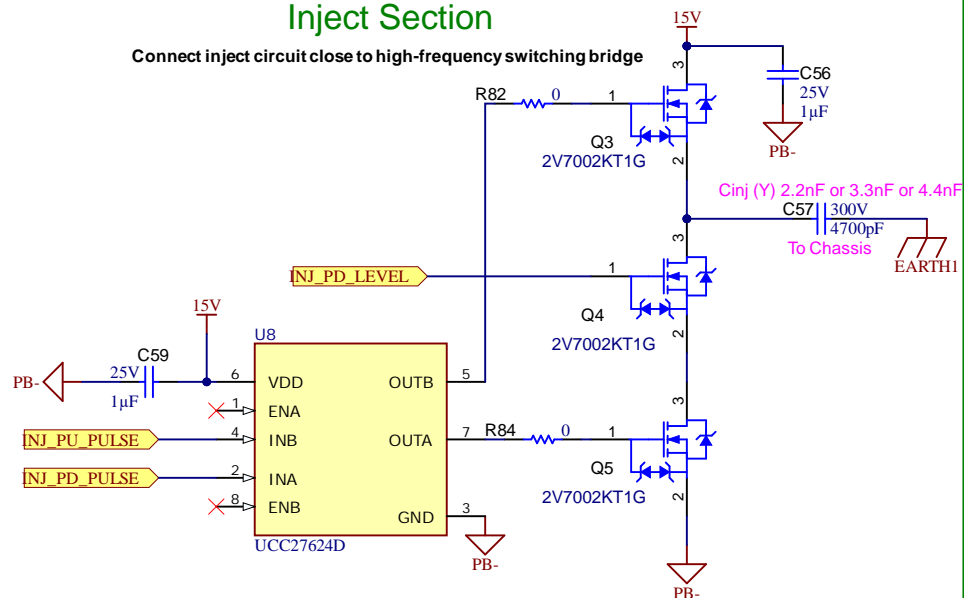 Inject Section
Connect inject circuit close to high-frequency switching bridge
15V
3
C56
25V
1µF
PB-
R82
0
1
Q3
2V7002KT1G
2
Cinj (Y) 2.2nF or 3.3nF or 4.4nF
C57
300V
4700pF
To Chassis
EARTH1
3
INJ_PD_LEVEL
1
Q4
2V7002KT1G
2
15V
U8
C59
25V
1µF
PB-
6
VDD
OUTB
5
1
ENA
INJ_PU_PULSE
4
INB
OUTA
7
R84
0
1
3
INJ_PD_PULSE
2
INA
Q5
2V7002KT1G
2
8
ENB
GND
3
UCC27624D
PB-
PB-